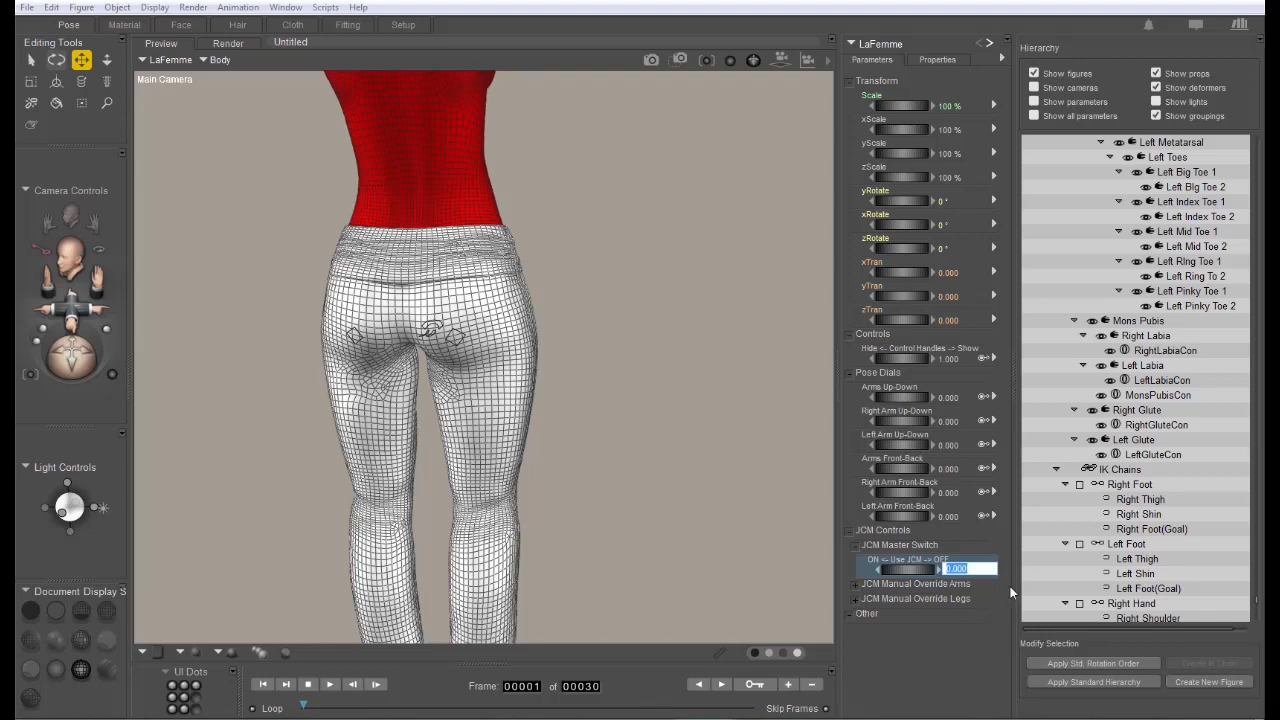 File Edit Figure Object Display Render Animation Window Scripts Help
Pose Material Face Hair Cloth Fitting Setup
Editing Tools
Preview Render Untitled
LaFemme Body
Main Camera
Camera Controls
Light Controls
Document Display S
UI Dots
Frame: 00001 of 00030
Loop
Skip Frames
LaFemme
Parameters Properties
Transform
Scale
100 %
xScale
100 %
yScale
100 %
zScale
100 %
yRotate
0 °
xRotate
0 °
zRotate
0 °
xTran
0.000
yTran
0.000
zTran
0.000
Controls
Hide <- Control Handles -> Show
1.000
Pose Dials
Arms Up-Down
0.000
Right Arm Up-Down
0.000
Left Arm Up-Down
0.000
Arms Front-Back
0.000
Right Arm Front-Back
0.000
Left Arm Front-Back
0.000
JCM Controls
JCM Master Switch
ON <- Use JCM -> OFF
0.000
JCM Manual Override Arms
JCM Manual Override Legs
Other
Hierarchy
Show figures Show props
Show cameras Show deformers
Show parameters Show lights
Show all parameters Show groupings
Left Metatarsal
Left Toes
Left Big Toe 1
Left BIg Toe 2
Left Index Toe 1
Left Index Toe 2
Left Mid Toe 1
Left Mid Toe 2
Left RIng Toe 1
Left Ring To 2
Left Pinky Toe 1
Left Pinky Toe 2
Mons Pubis
Right Labia
RightLabiaCon
Left Labia
LeftLabiaCon
MonsPubisCon
Right Glute
RightGluteCon
Left Glute
LeftGluteCon
IK Chains
Right Foot
Right Thigh
Right Shin
Right Foot(Goal)
Left Foot
Left Thigh
Left Shin
Left Foot(Goal)
Right Hand
Right Shoulder
Modify Selection
Apply Std. Rotation Order Create IK Chain
Apply Standard Hierarchy Create New Figure